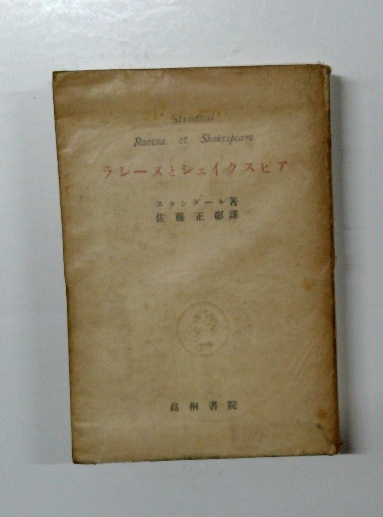 Stendhal
Racine et Shakespeare
ラシーヌとシェイクスピア
スタンダール著
佐藤正彰譯
高桐書院